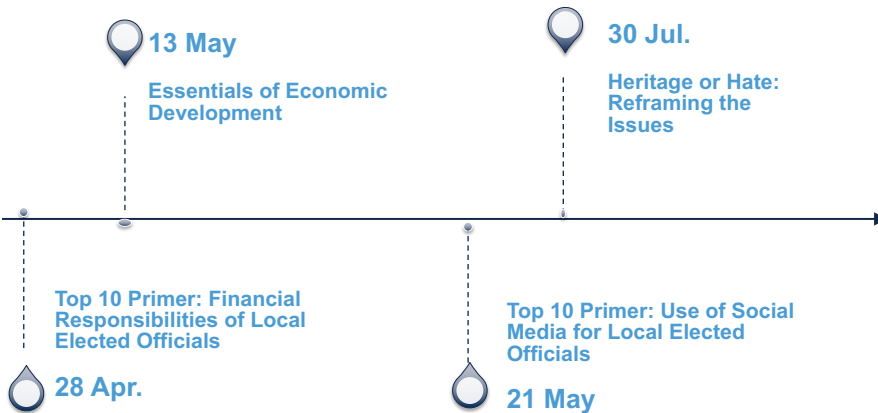 13 May
Essentials of Economic
Development
30 Jul.
Heritage or Hate:
Reframing the
Issues
Top 10 Primer: Financial
Responsibilities of Local
Elected Officials
28 Apr.
Top 10 Primer: Use of Social
Media for Local Elected
Officials
21 May